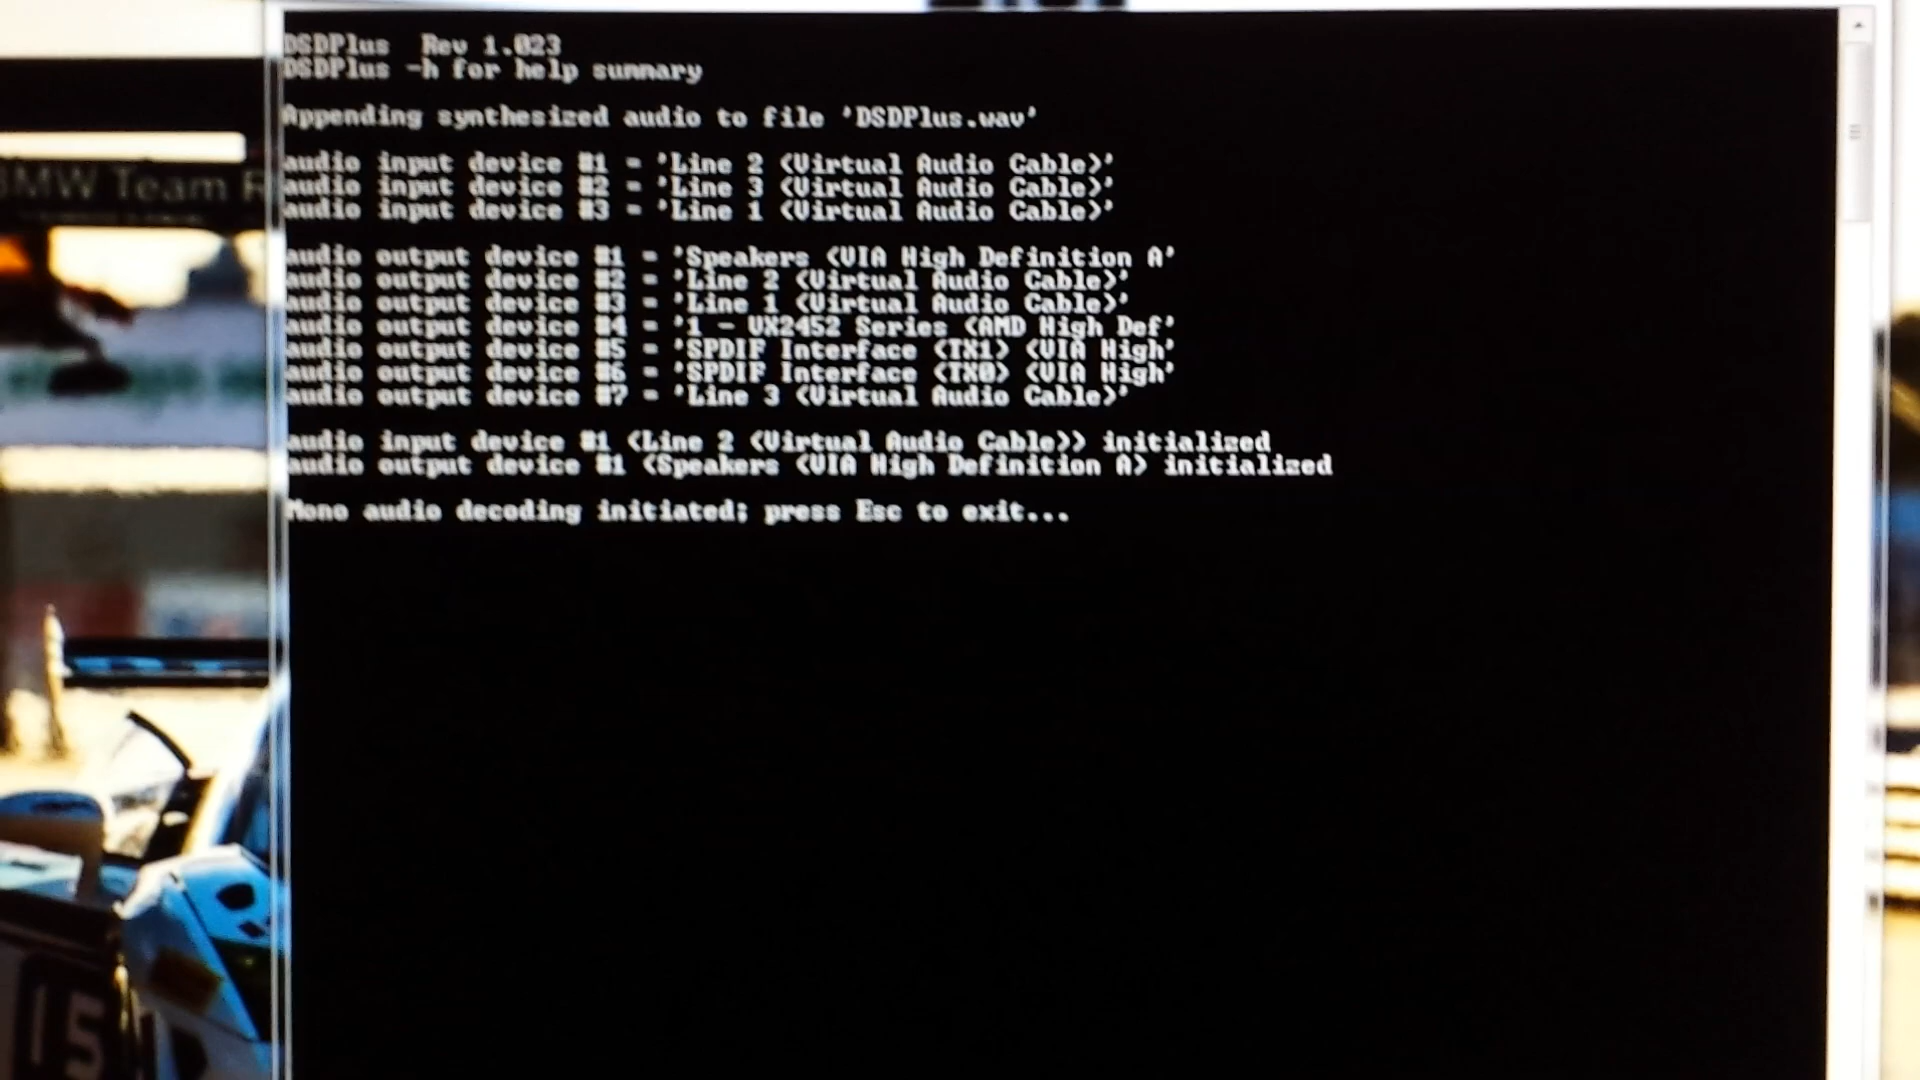 DSDPlus Rev 1.023
DSDPlus -h for help summary
Appending synthesized audio to file 'DSDPlus.wav'
audio input device #1 = 'Line 2 (Virtual Audio Cable)'
audio input device #2 = 'Line 3 (Virtual Audio Cable)'
audio input device #3 = 'Line 1 (Virtual Audio Cable)'
audio output device #1 = 'Speakers (VIA High Definition A'
audio output device #2 = 'Line 2 (Virtual Audio Cable)'
audio output device #3 = 'Line 1 (Virtual Audio Cable)'
audio output device #4 = '1 - VX2452 Series (AMD High Def'
audio output device #5 = 'SPDIF Interface (TX1) (VIA High'
audio output device #6 = 'SPDIF Interface (TX0) (VIA High'
audio output device #7 = 'Line 3 (Virtual Audio Cable)'
audio input device #1 (Line 2 (Virtual Audio Cable)) initialized
audio output device #1 (Speakers (VIA High Definition A) initialized
Mono audio decoding initiated; press Esc to exit...
BMW Team R
15